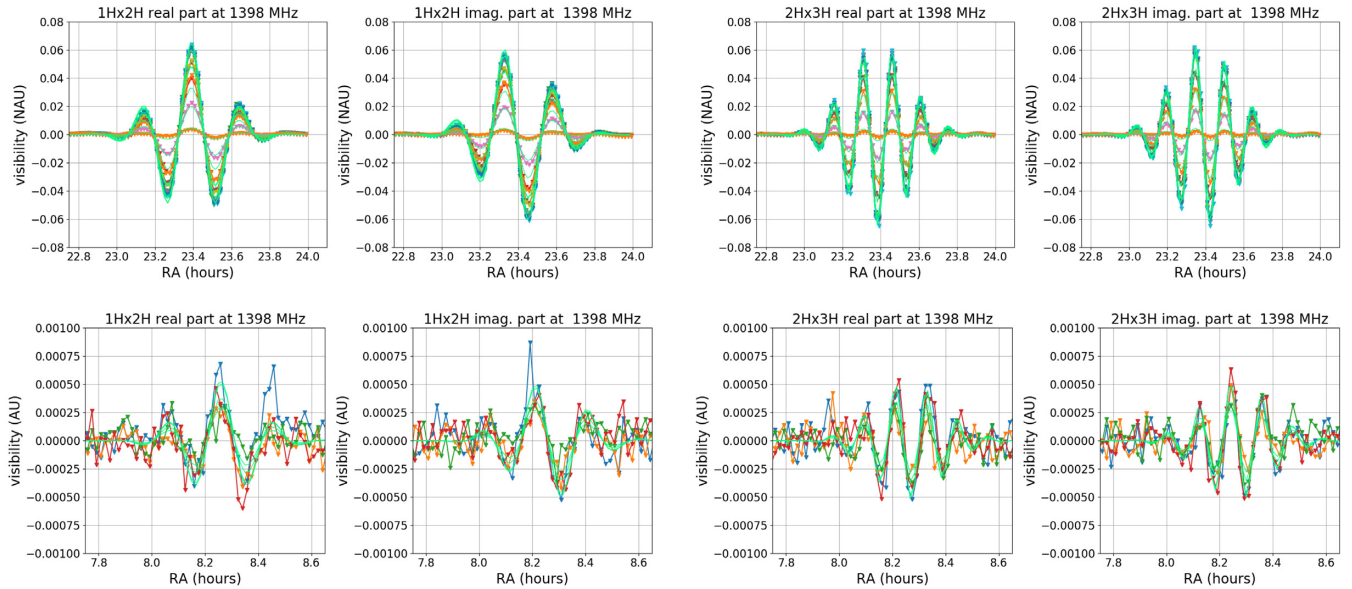 1Hx2H real part at 1398 MHz
1Hx2H imag. part at  1398 MHz
2Hx3H real part at 1398 MHz
2Hx3H imag. part at  1398 MHz
visibility (NAU)
0.08
0.06
0.04
0.02
0.00
−0.02
−0.04
−0.06
−0.08
22.8 23.0 23.2 23.4 23.6 23.8 24.0
RA (hours)
visibility (NAU)
0.08
0.06
0.04
0.02
0.00
−0.02
−0.04
−0.06
−0.08
22.8 23.0 23.2 23.4 23.6 23.8 24.0
RA (hours)
visibility (NAU)
0.08
0.06
0.04
0.02
0.00
−0.02
−0.04
−0.06
−0.08
22.8 23.0 23.2 23.4 23.6 23.8 24.0
RA (hours)
visibility (NAU)
0.08
0.06
0.04
0.02
0.00
−0.02
−0.04
−0.06
−0.08
22.8 23.0 23.2 23.4 23.6 23.8 24.0
RA (hours)
1Hx2H real part at 1398 MHz
1Hx2H imag. part at  1398 MHz
2Hx3H real part at 1398 MHz
2Hx3H imag. part at  1398 MHz
visibility (AU)
0.00100
0.00075
0.00050
0.00025
0.00000
−0.00025
−0.00050
−0.00075
−0.00100
7.8 8.0 8.2 8.4 8.6
RA (hours)
visibility (AU)
0.00100
0.00075
0.00050
0.00025
0.00000
−0.00025
−0.00050
−0.00075
−0.00100
7.8 8.0 8.2 8.4 8.6
RA (hours)
visibility (AU)
0.00100
0.00075
0.00050
0.00025
0.00000
−0.00025
−0.00050
−0.00075
−0.00100
7.8 8.0 8.2 8.4 8.6
RA (hours)
visibility (AU)
0.00100
0.00075
0.00050
0.00025
0.00000
−0.00025
−0.00050
−0.00075
−0.00100
7.8 8.0 8.2 8.4 8.6
RA (hours)